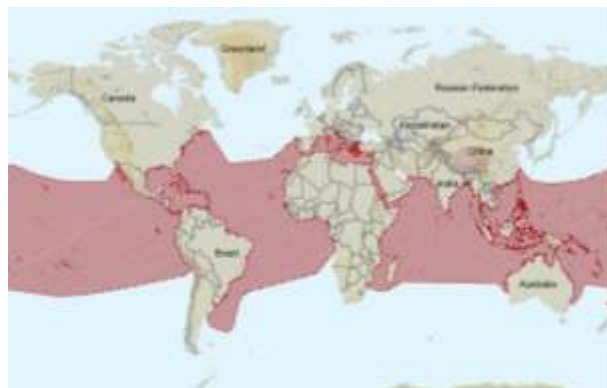 Greenland
Canada
Russian Federation
Kazakhstan
China
India
Brazil
Australia